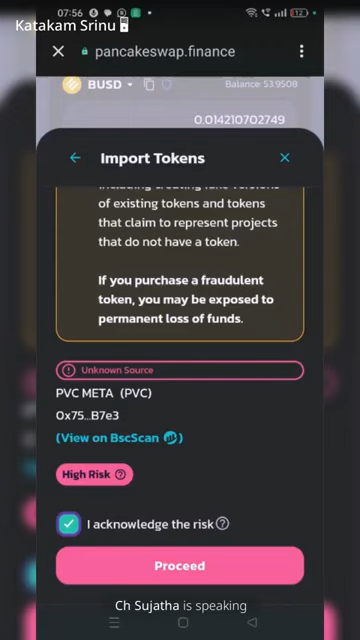 07:56
12
Katakam Srinu
pancakeswap.finance
BUSD
Balance: 53.9508
0.014210702749
Import Tokens
including creating fake versions
of existing tokens and tokens
that claim to represent projects
that do not have a token.
If you purchase a fraudulent
token, you may be exposed to
permanent loss of funds.
Unknown Source
PVC META (PVC)
0x75...B7e3
(View on BscScan )
High Risk
I acknowledge the risk
Proceed
Ch Sujatha is speaking